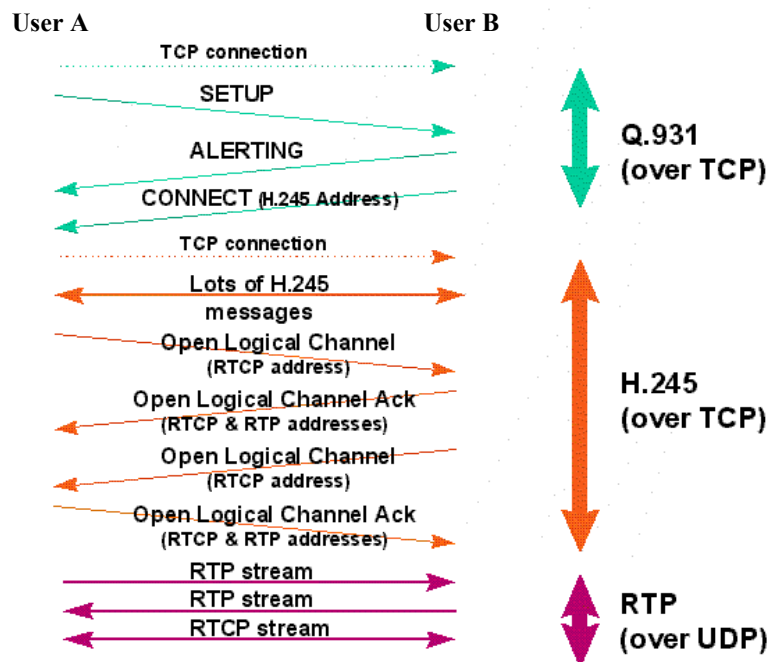 User A
User B
TCP connection
SETUP
ALERTING
CONNECT (H.245 Address)
Q.931
(over TCP)
TCP connection
Lots of H.245
messages
Open Logical Channel
(RTCP address)
Open Logical Channel Ack
(RTCP & RTP addresses)
Open Logical Channel
(RTCP address)
Open Logical Channel Ack
(RTCP & RTP addresses)
H.245
(over TCP)
RTP stream
RTP stream
RTCP stream
RTP
(over UDP)